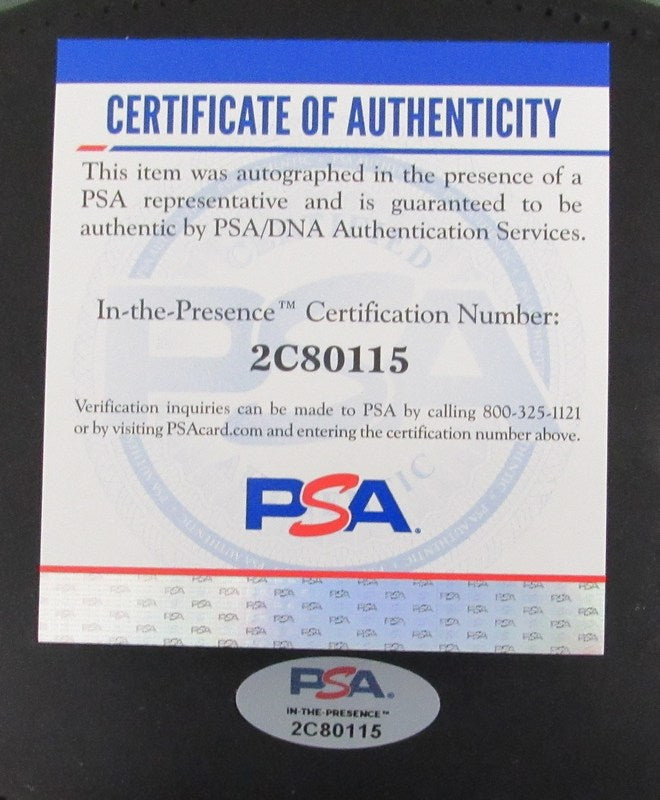 CERTIFICATE OF AUTHENTICITY
This item was autographed in the presence of a
PSA representative and is guaranteed to be
authentic by PSA/DNA Authentication Services.
In-the-Presence™ Certification Number:
2C80115
Verification inquiries can be made to PSA by calling 800-325-1121
or by visiting PSAcard.com and entering the certification number above.
PSA.
PSA.
IN-THE-PRESENCE™
2C80115